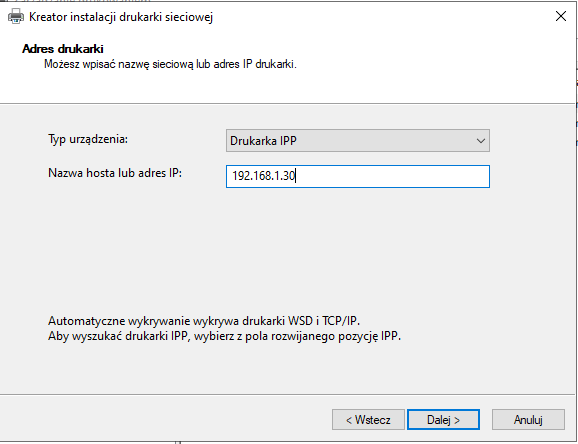 Kreator instalacji drukarki sieciowej
Adres drukarki
Możesz wpisać nazwę sieciową lub adres IP drukarki.
Typ urządzenia:
Drukarka IPP
Nazwa hosta lub adres IP:
192.168.1.30
Automatyczne wykrywanie wykrywa drukarki WSD i TCP/IP.
Aby wyszukać drukarki IPP, wybierz z pola rozwijanego pozycję IPP.
< Wstecz
Dalej >
Anuluj